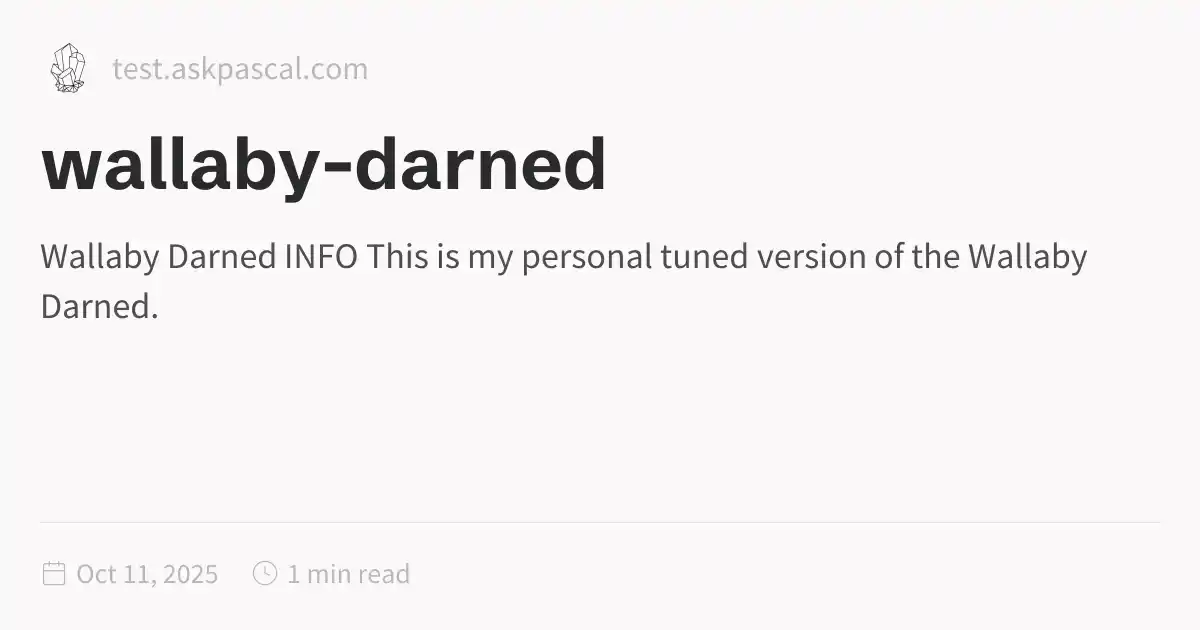 test.askpascal.com
wallaby-darned
Wallaby Darned INFO This is my personal tuned version of the Wallaby
Darned.
Oct 11, 2025 1 min read